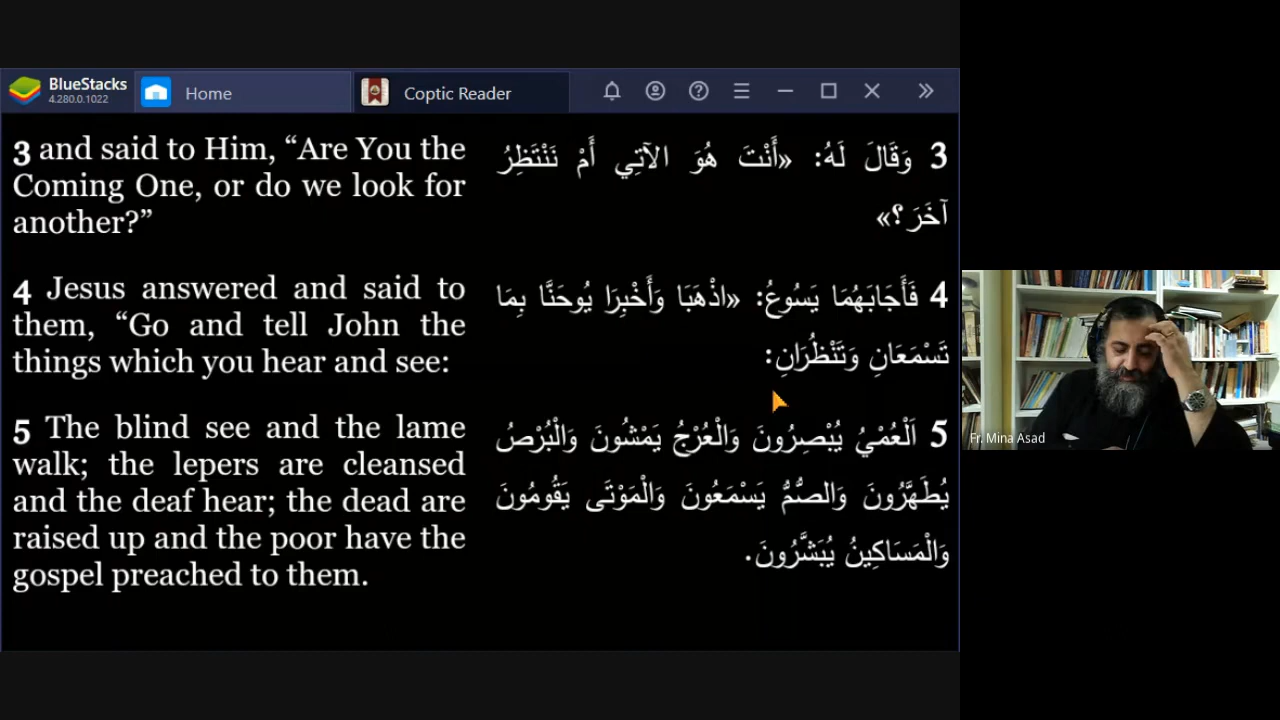 BlueStacks
4.280.0.1022
Home
Coptic Reader
3 and said to Him, “Are You the
Coming One, or do we look for
another?”
3 وَقَالَ لَهُ: «أَنْتَ هُوَ الآتِي أَمْ نَنْتَظِرُ
آخَرَ؟»
4 Jesus answered and said to
them, “Go and tell John the
things which you hear and see:
4 فَأَجَابَهُمَا يَسُوعُ: «اذْهَبَا وَأَخْبِرَا يُوحَنَّا بِمَا
تَسْمَعَانِ وَتَنْظُرَانِ:
5 The blind see and the lame
walk; the lepers are cleansed
and the deaf hear; the dead are
raised up and the poor have the
gospel preached to them.
5 اَلْعُمْيُ يُبْصِرُونَ وَالْعُرْجُ يَمْشُونَ وَالْبُرْصُ
يُطَهَّرُونَ وَالصُّمُّ يَسْمَعُونَ وَالْمَوْتَى يَقُومُونَ
وَالْمَسَاكِينُ يُبَشَّرُونَ.
Fr. Mina Asad